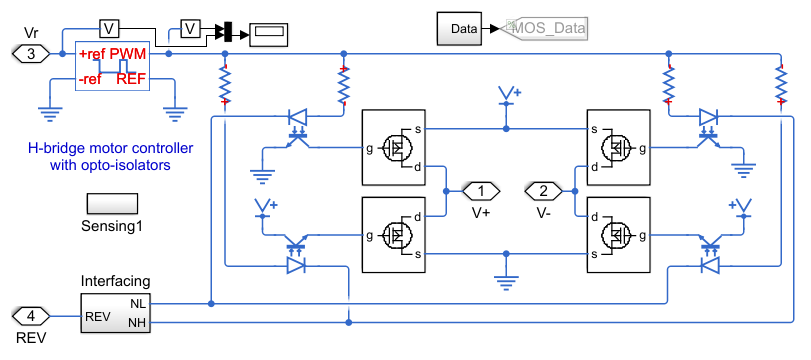 Vr
3
V
V
+ref PWM
-ref REF
Data
MOS_Data
V+
H-bridge motor controller
with opto-isolators
g
s
d
s
d
g
1
V+
2
V-
Sensing1
V+
V+
g
d
s
d
s
g
Interfacing
REV
NL
NH
4
REV